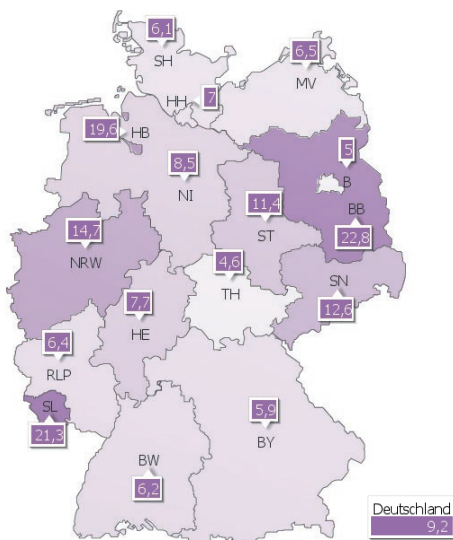 6,1
SH
6,5
MV
HH
7
19,6
HB
5
B
8,5
NI
11,4
ST
BB
22,8
14,7
NRW
4,6
TH
SN
12,6
7,7
HE
6,4
RLP
SL
21,3
5,9
BY
BW
6,2
Deutschland
9,2